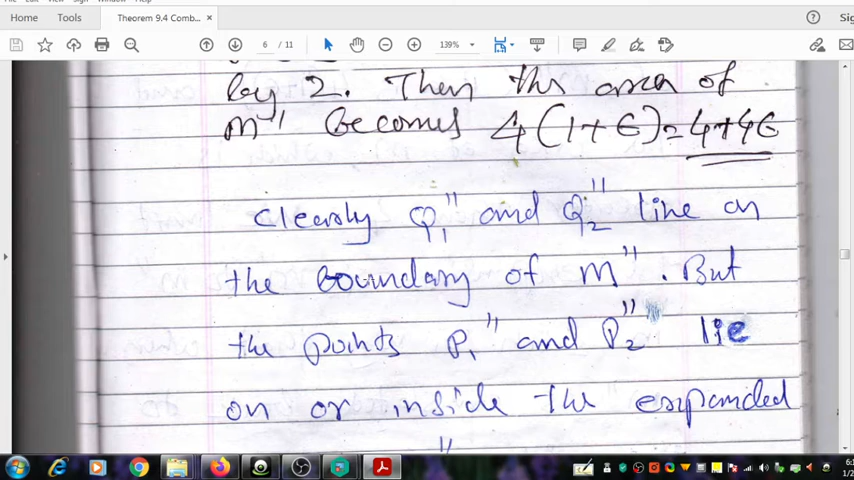 Home Tools Theorem 9.4 Comb... ×
6 / 11 139%
by 2. Then the area of
m" becomes 4(1+ϵ)=4+4ϵ
clearly Q₁" and Q₂" line on
the boundary of m". But
the points P₁" and P₂" lie
on or inside the expanded